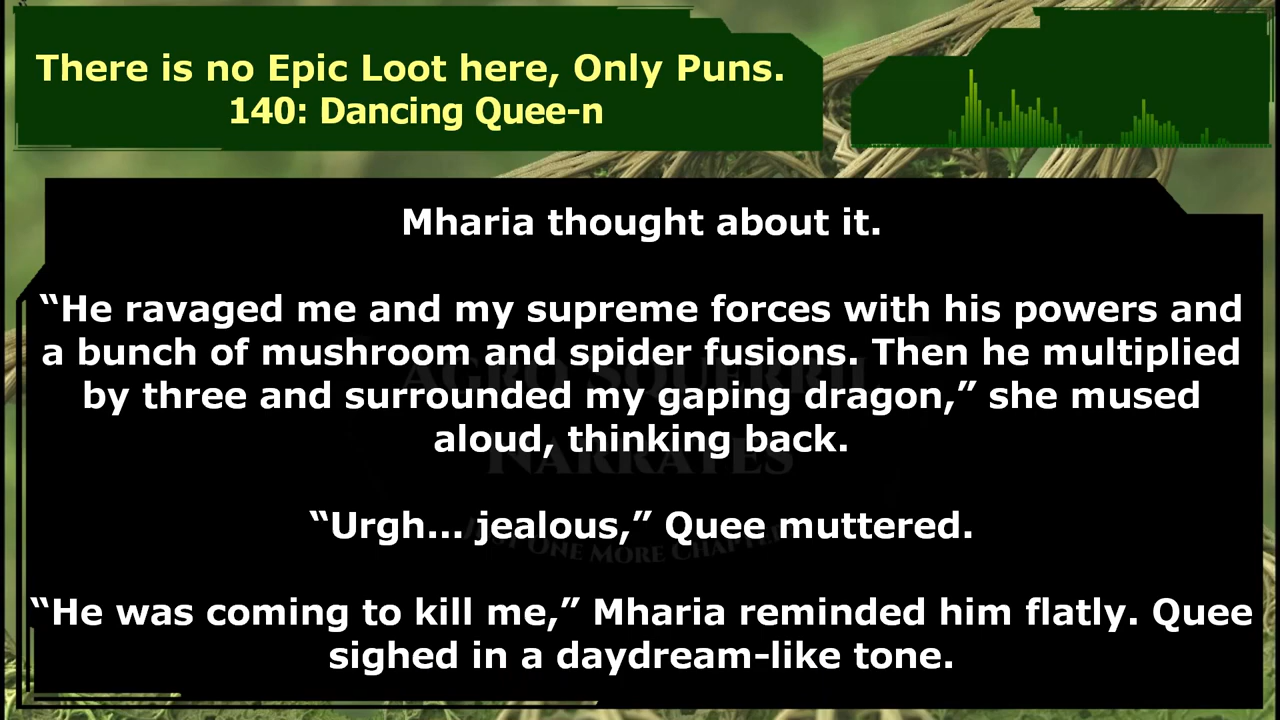 There is no Epic Loot here, Only Puns.
140: Dancing Quee-n
Mharia thought about it.
“He ravaged me and my supreme forces with his powers and
a bunch of mushroom and spider fusions. Then he multiplied
by three and surrounded my gaping dragon,” she mused
aloud, thinking back.
“Urgh... jealous,” Quee muttered.
“He was coming to kill me,” Mharia reminded him flatly. Quee
sighed in a daydream-like tone.